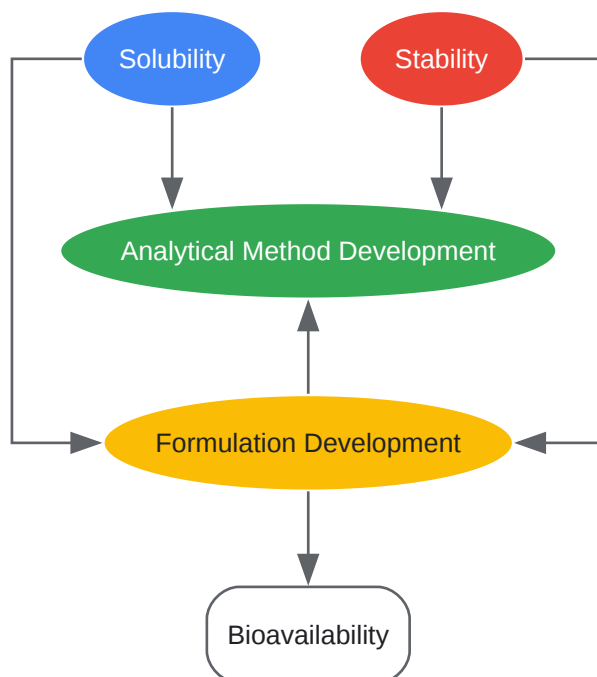 Solubility
Stability
Analytical Method Development
Formulation Development
Bioavailability